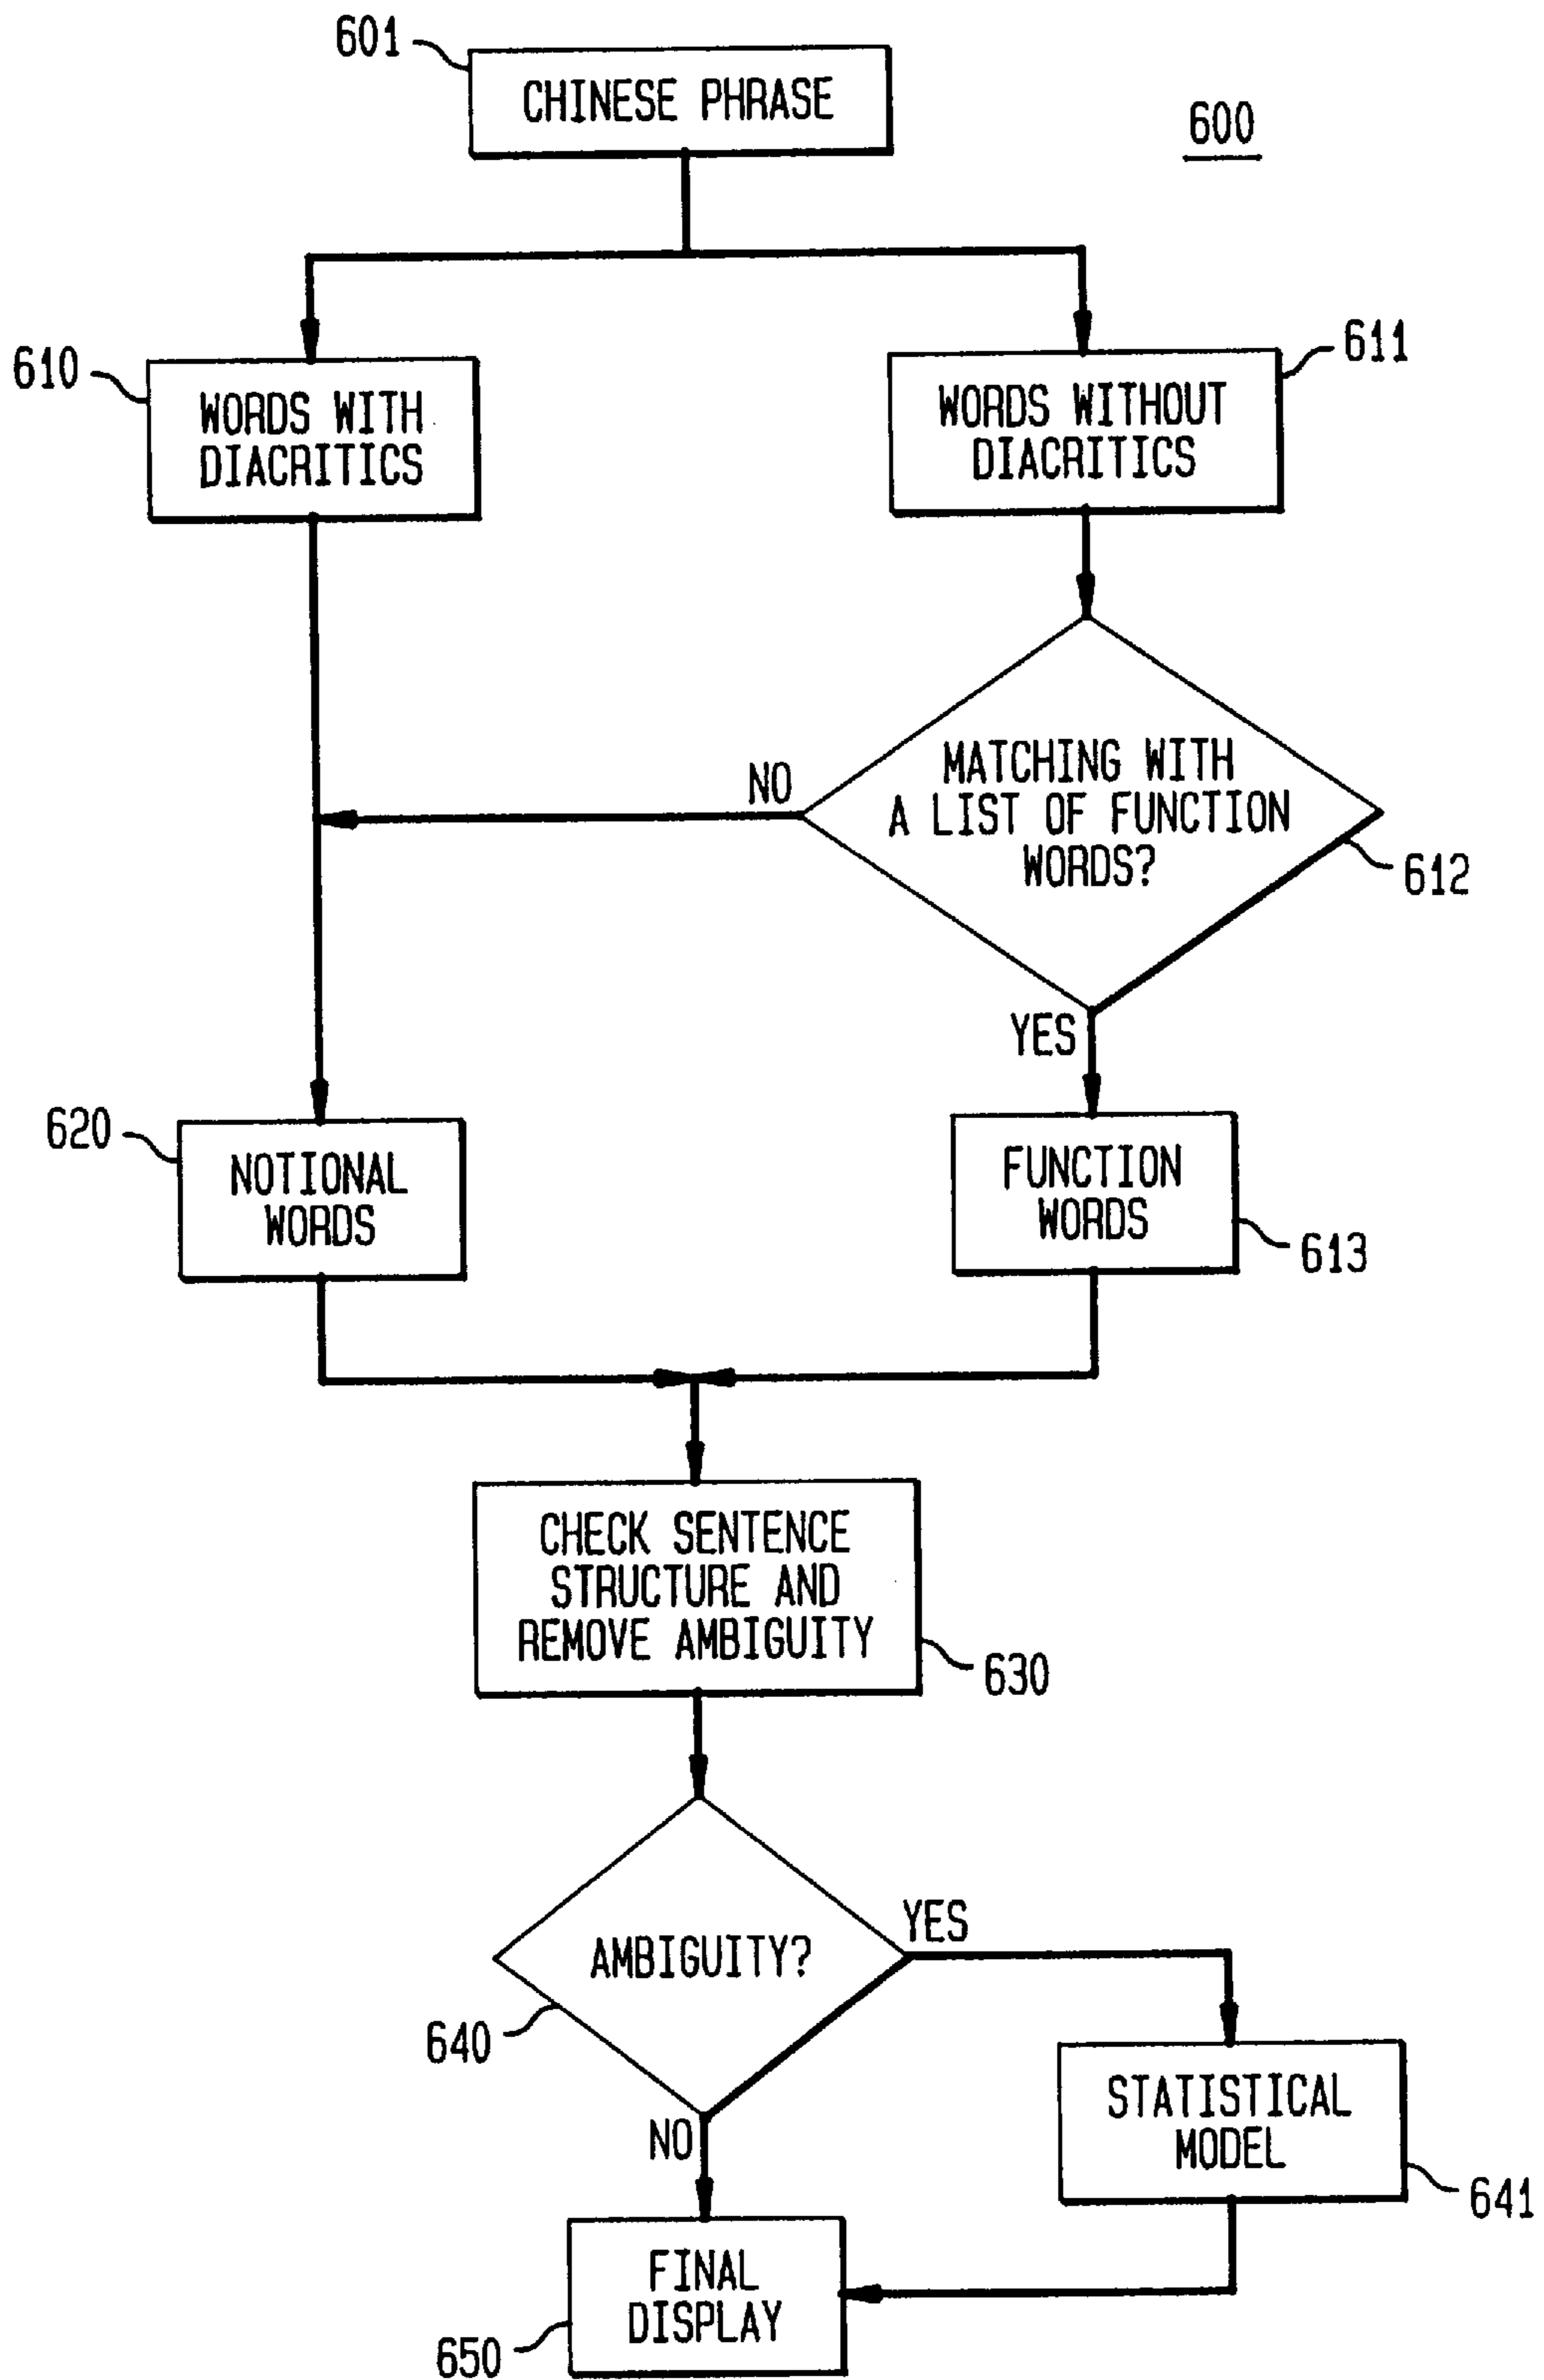 601
CHINESE PHRASE
600
610
WORDS WITH
DIACRITICS
611
WORDS WITHOUT
DIACRITICS
NO
MATCHING WITH
A LIST OF FUNCTION
WORDS?
612
YES
620
NOTIONAL
WORDS
FUNCTION
WORDS
613
CHECK SENTENCE
STRUCTURE AND
REMOVE AMBIGUITY
630
AMBIGUITY?
YES
640
NO
STATISTICAL
MODEL
641
FINAL
DISPLAY
650